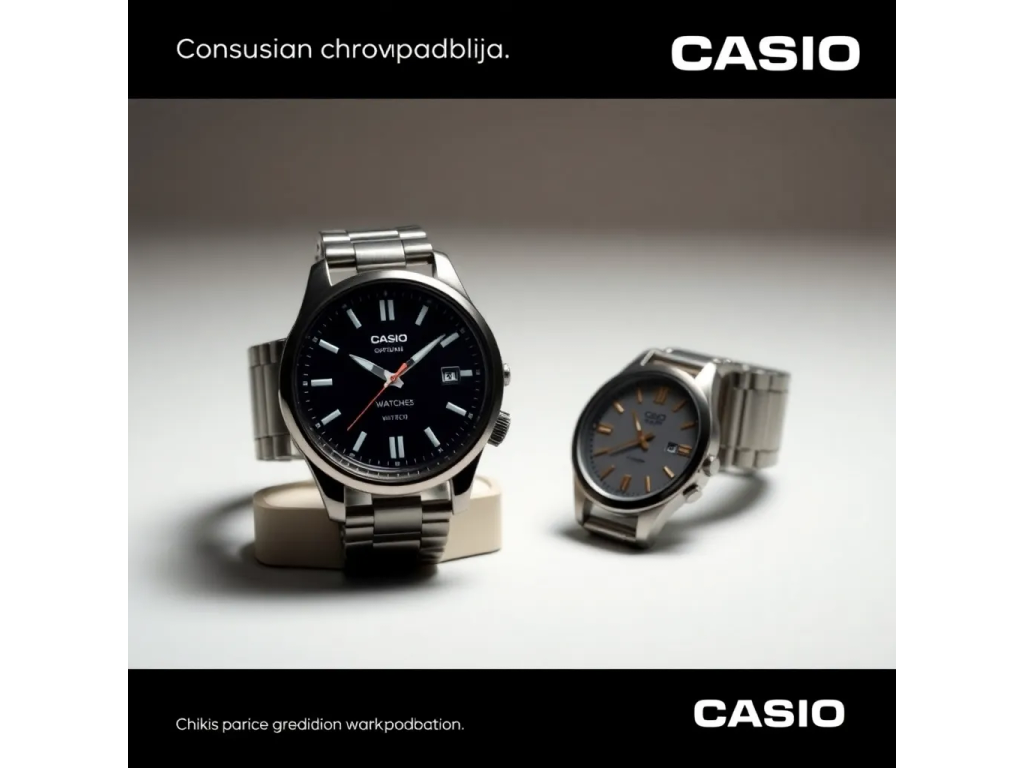 Consusian chrovıpadblija.
CASIO
CASIO
WATCHES
Chikis parice gredidion warkpodbation.
CASIO